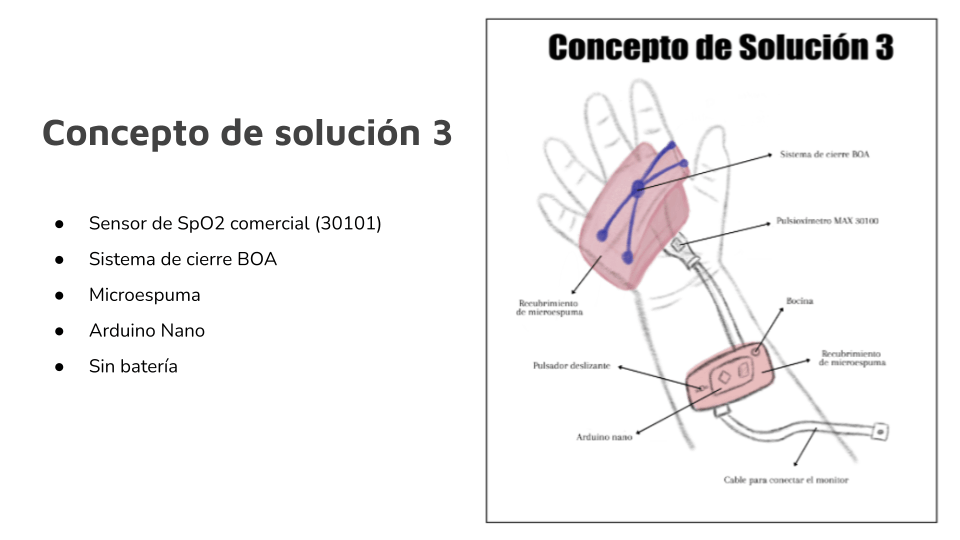 Concepto de solución 3
● Sensor de SpO2 comercial (30101)
● Sistema de cierre BOA
● Microespuma
● Arduino Nano
● Sin batería
Concepto de Solución 3
Sistema de cierre BOA
Pulsiosímetro MAX 30100
Recubrimiento
de microespuma
Bocina
Pulsador deslizante
Recubrimiento
de microespuma
Arduino nano
Cable para conectar el monitor